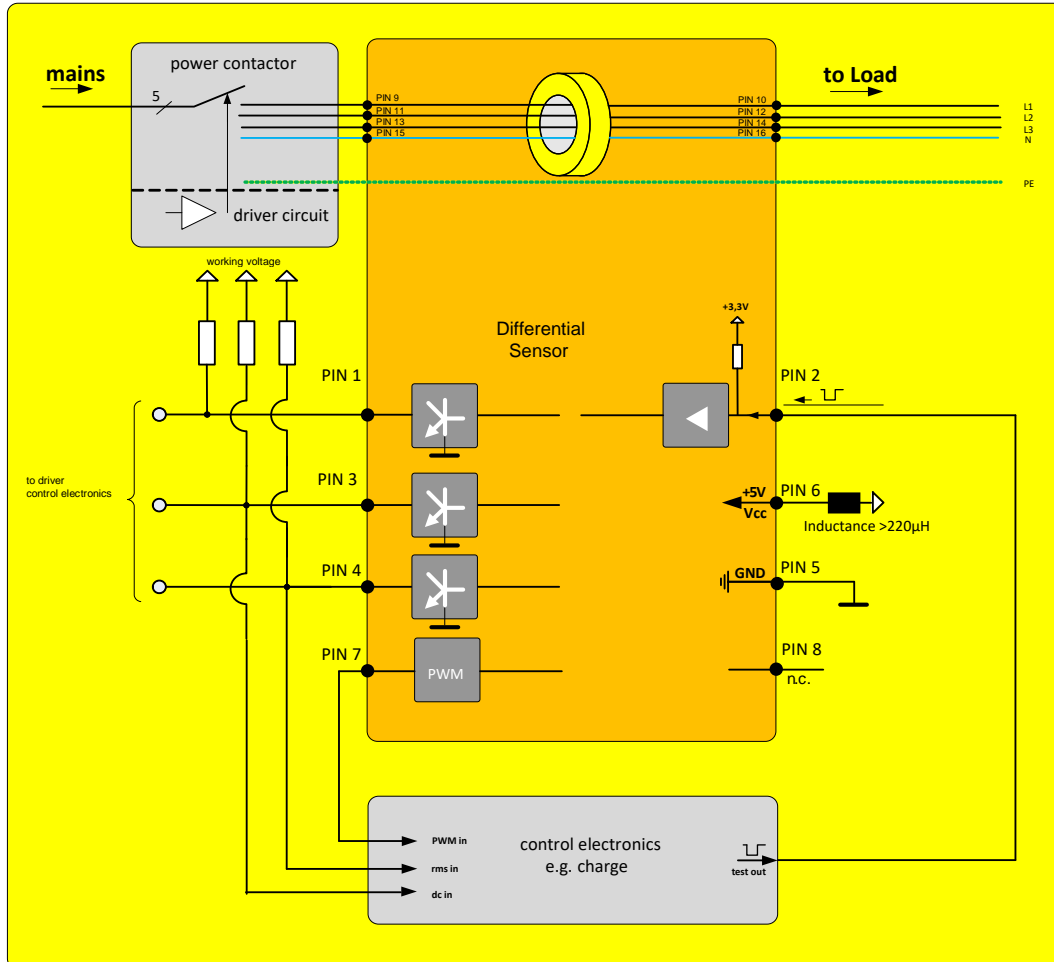 power contactor
mains
5
driver circuit
to Load
PIN 9
PIN 11
PIN 13
PIN 15
PIN 10
PIN 12
PIN 14
PIN 16
L1
L2
L3
N
PE
working voltage
Differential
Sensor
+3,3V
PIN 1
PIN 2
to driver
control electronics
PIN 3
+5V
Vcc
PIN 6
Inductance >220µH
PIN 4
GND
PIN 5
PIN 7
PWM
PIN 8
n.c.
PWM in
rms in
dc in
control electronics
e.g. charge
test out